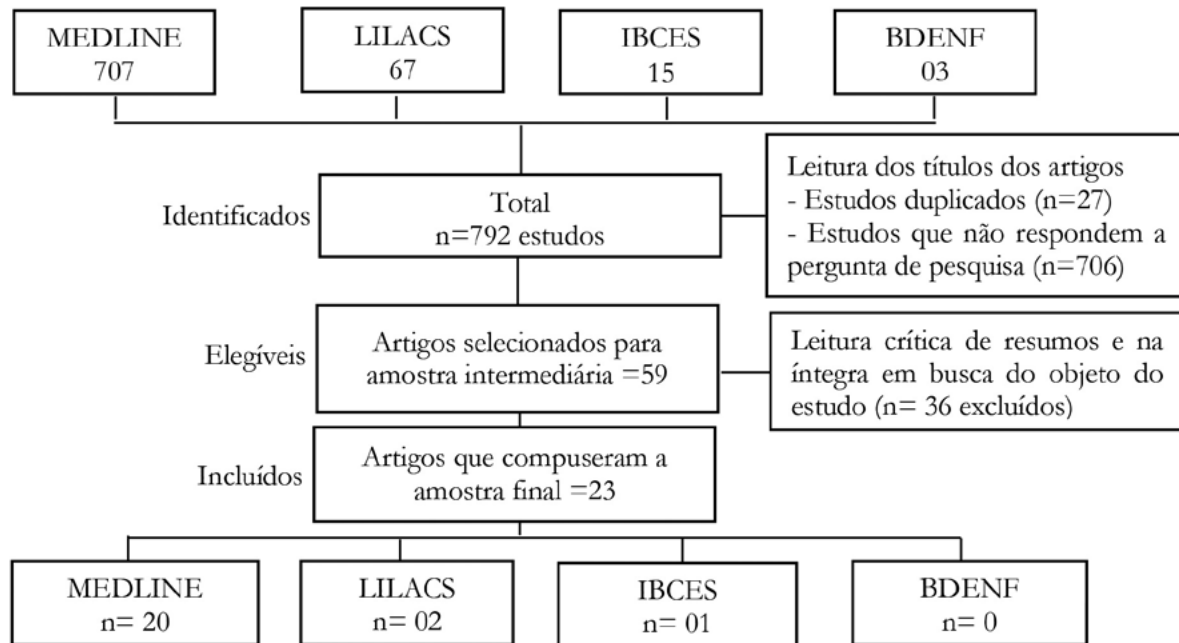 MEDLINE
707
LILACS
67
IBCES
15
BDENF
03
Identificados
Total
n=792 estudos
Leitura dos títulos dos artigos
- Estudos duplicados (n=27)
- Estudos que não respondem a
pergunta de pesquisa (n=706)
Elegíveis
Artigos selecionados para
amostra intermediária =59
Leitura crítica de resumos e na
íntegra em busca do objeto do
estudo (n= 36 excluídos)
Incluídos
Artigos que compuseram a
amostra final =23
MEDLINE
n= 20
LILACS
n= 02
IBCES
n= 01
BDENF
n= 0